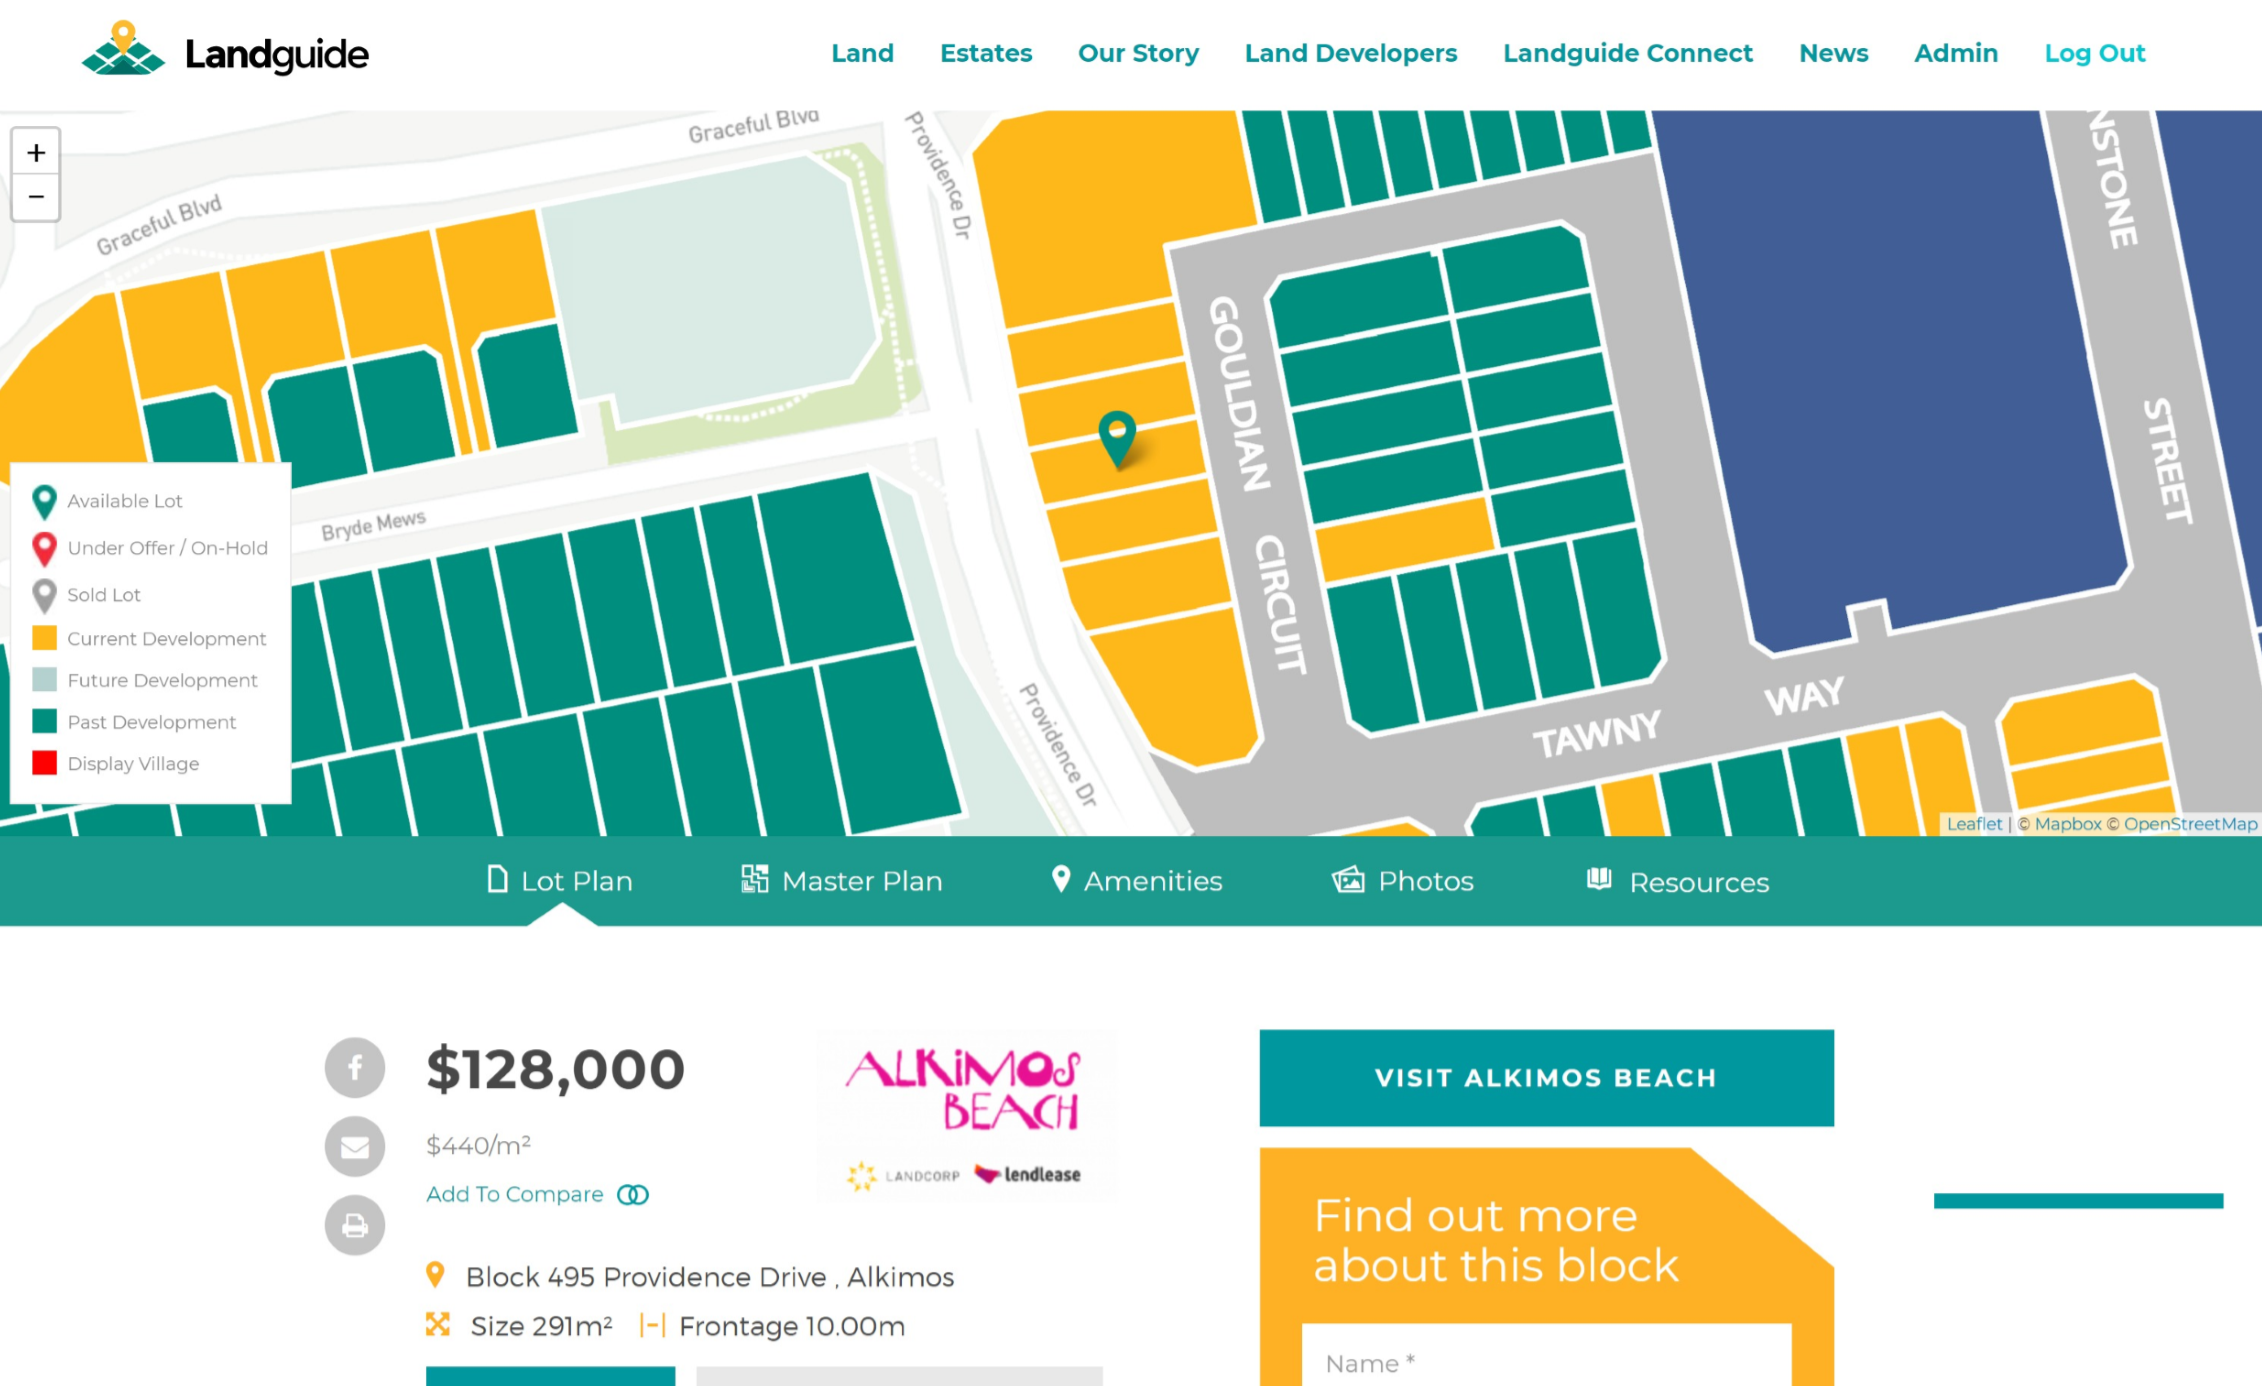 Landguide
Land Estates Our Story Land Developers Landguide Connect News Admin Log Out
+
−
Graceful Blvd
Graceful Blvd
Providence Dr
GOULDIAN CIRCUIT
NSTONE STREET
Bryde Mews
Providence Dr
TAWNY WAY
Available Lot
Under Offer / On-Hold
Sold Lot
Current Development
Future Development
Past Development
Display Village
Leaflet | © Mapbox © OpenStreetMap
Lot Plan Master Plan Amenities Photos Resources
$128,000
$440/m²
Add To Compare
ALKiMOS
BEACH
LANDCORP lendlease
Block 495 Providence Drive , Alkimos
Size 291m² Frontage 10.00m
VISIT ALKIMOS BEACH
Find out more
about this block
Name *